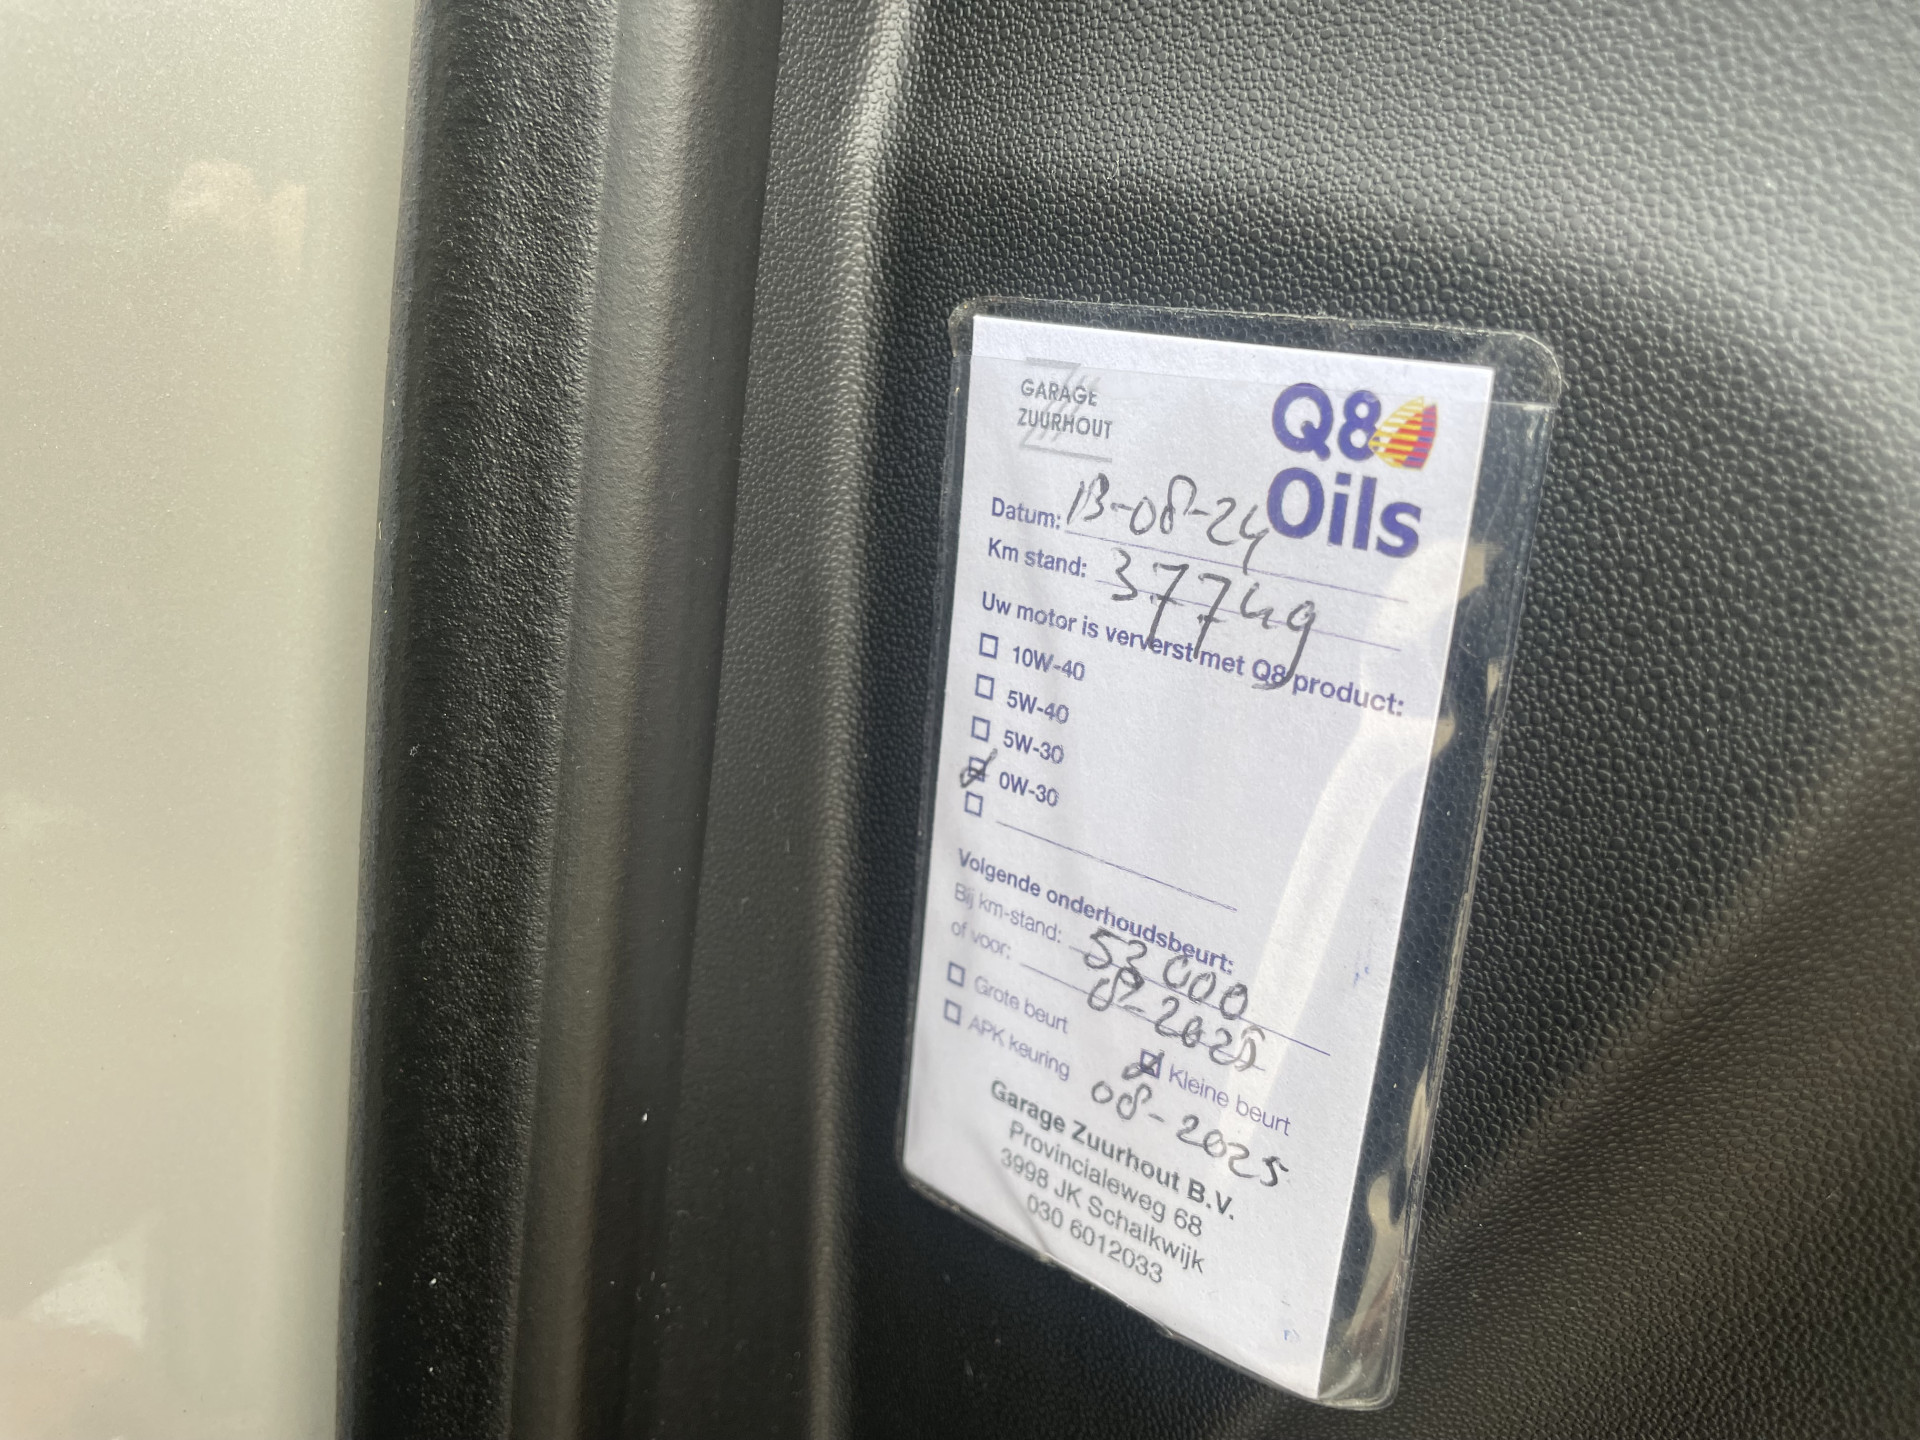 GARAGE
ZUURHOUT
Q8
Oils
Datum: 13-08-24
Km stand: 37749
Uw motor is ververst met Q8 product:
10W-40
5W-40
5W-30
0W-30
Volgende onderhoudsbeurt:
Bij km-stand: 53000
of voor: 08-2025
Grote beurt
Kleine beurt
APK keuring 08-2025
Garage Zuurhout B.V.
Provincialeweg 68
3998 JK Schalkwijk
030 6012033